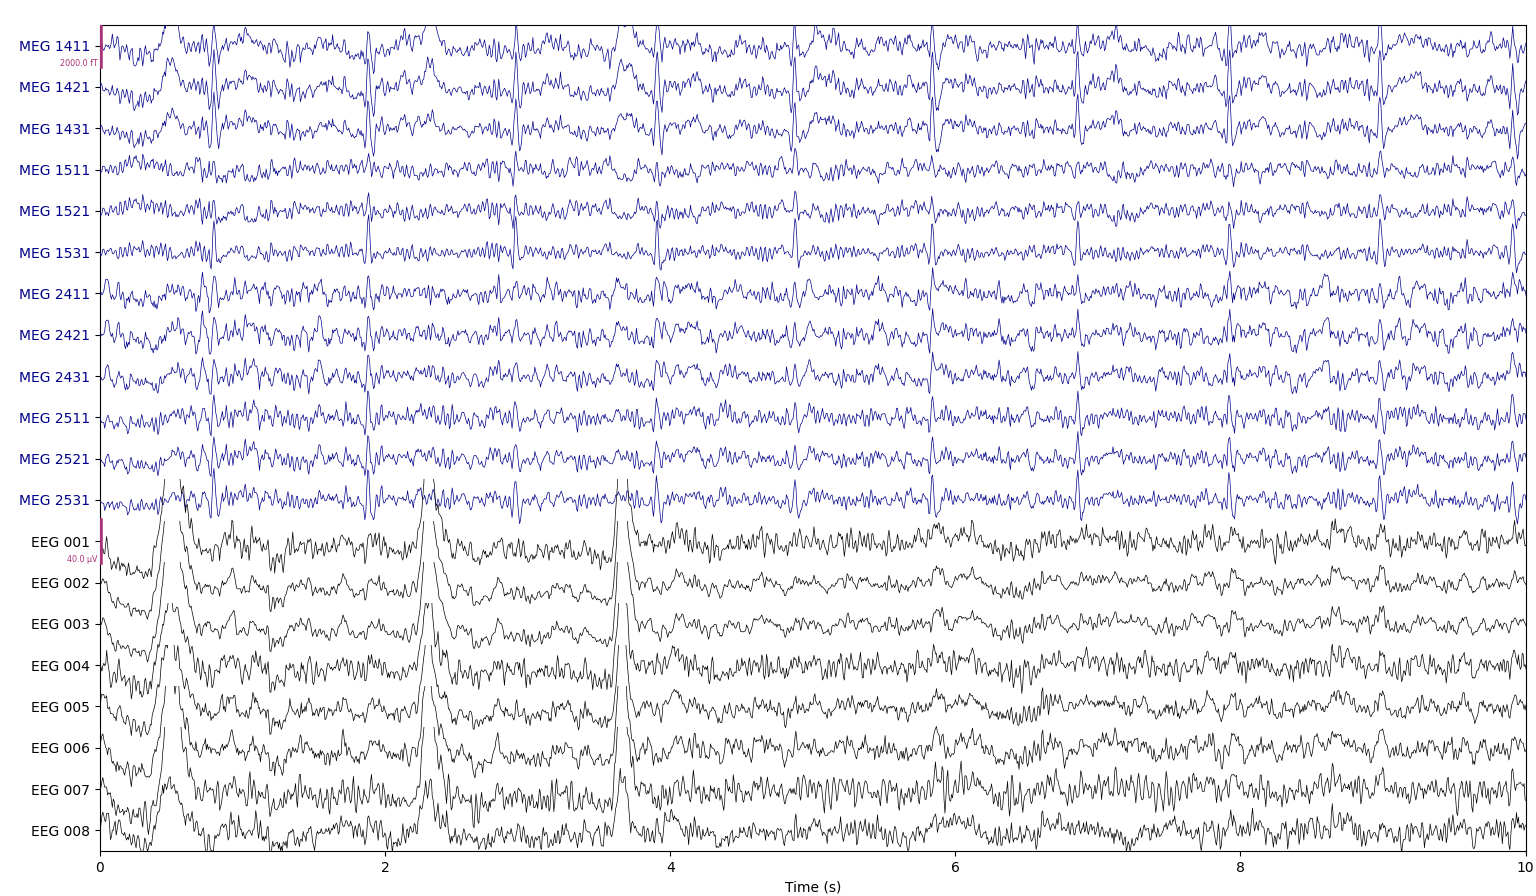 MEG 1411
2000.0 fT
MEG 1421
MEG 1431
MEG 1511
MEG 1521
MEG 1531
MEG 2411
MEG 2421
MEG 2431
MEG 2511
MEG 2521
MEG 2531
EEG 001
40.0 µV
EEG 002
EEG 003
EEG 004
EEG 005
EEG 006
EEG 007
EEG 008
0 2 4 6 8 10
Time (s)